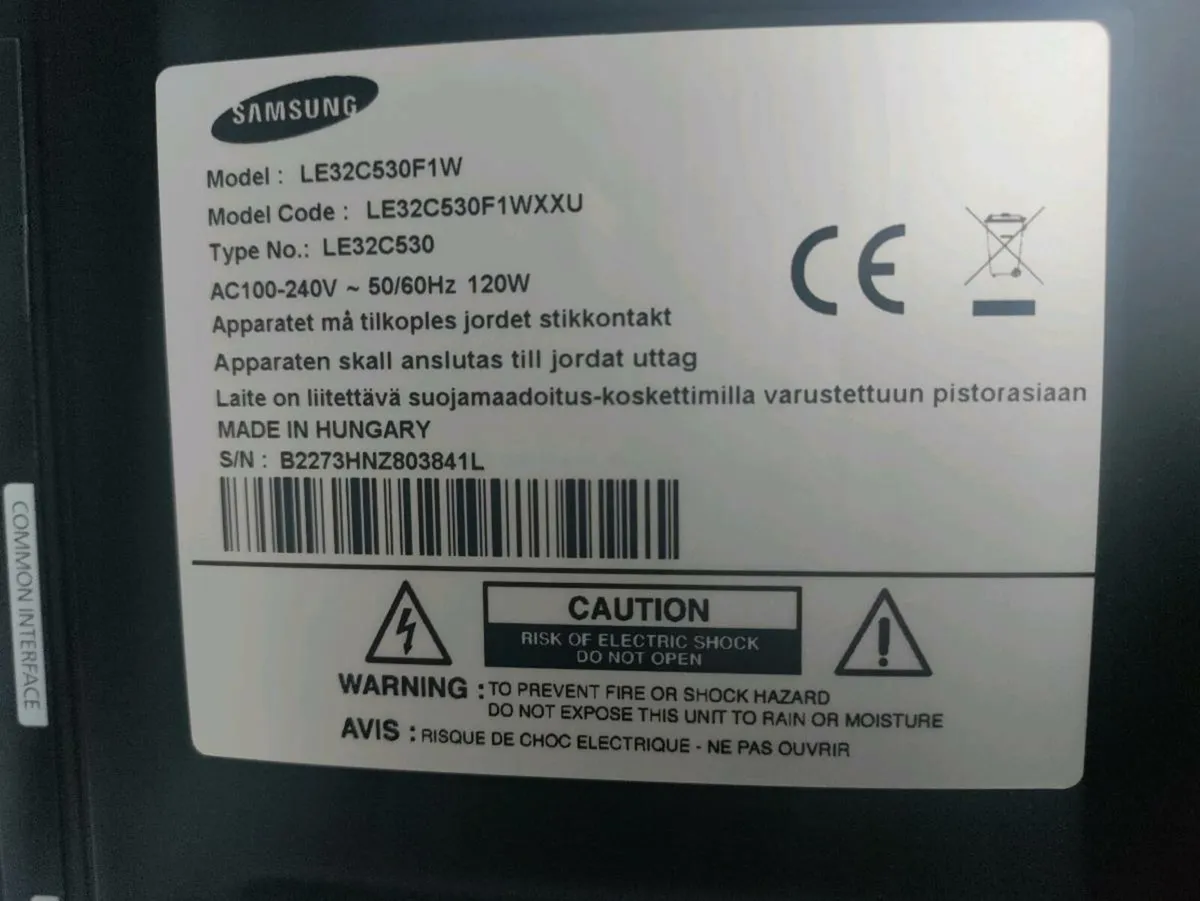 SAMSUNG
Model : LE32C530F1W
Model Code : LE32C530F1WXXU
Type No.: LE32C530
AC100-240V ~ 50/60Hz 120W
Apparatet må tilkoples jordet stikkontakt
Apparaten skall anslutas till jordat uttag
Laite on liitettävä suojamaadoitus-koskettimilla varustettuun pistorasiaan
MADE IN HUNGARY
S/N : B2273HNZ803841L
CE
COMMON INTERFACE
CAUTION
RISK OF ELECTRIC SHOCK
DO NOT OPEN
WARNING : TO PREVENT FIRE OR SHOCK HAZARD
DO NOT EXPOSE THIS UNIT TO RAIN OR MOISTURE
AVIS : RISQUE DE CHOC ELECTRIQUE - NE PAS OUVRIR